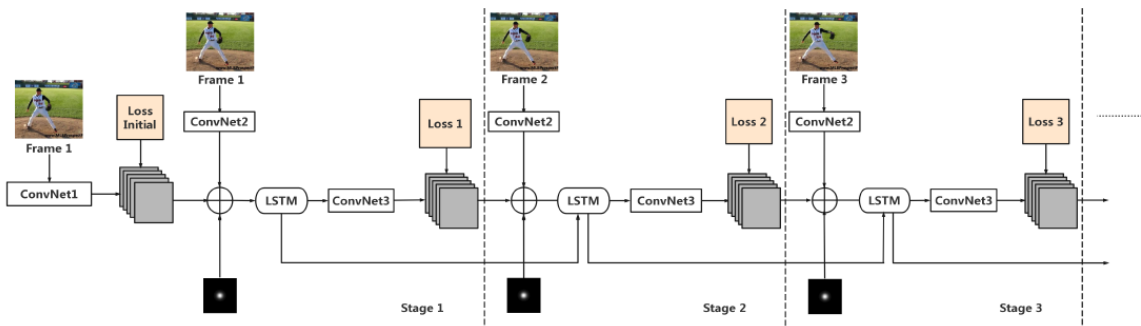 Frame 1
ConvNet1
Loss
Initial
Frame 1
ConvNet2
LSTM
ConvNet3
Loss 1
Stage 1
Frame 2
ConvNet2
LSTM
ConvNet3
Loss 2
Stage 2
Frame 3
ConvNet2
LSTM
ConvNet3
Loss 3
Stage 3